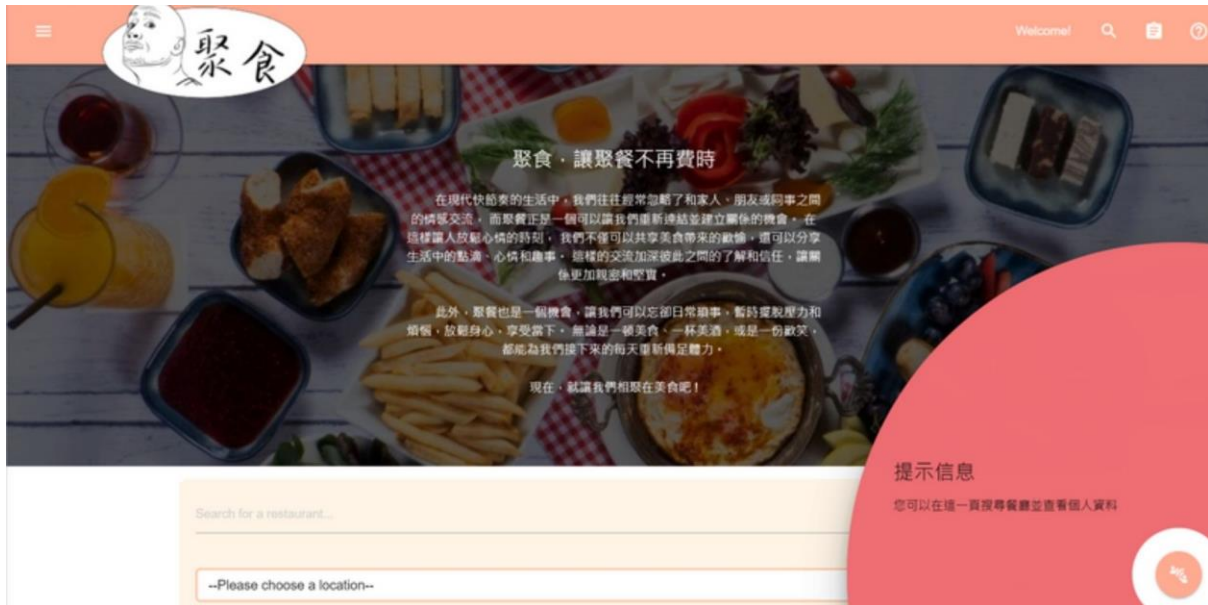 聚食
Welcome!
聚食．讓聚餐不再費時
在現代快節奏的生活中，我們往往經常忽略了和家人、朋友或同事之間
的情感交流。 而聚餐正是一個可以讓我們重新連結並建立關係的機會。 在
這樣讓人放鬆心情的時刻， 我們不僅可以共享美食帶來的歡愉，還可以分享
生活中的點滴、心情和趣事。 這樣的交流加深彼此之間的了解和信任，讓關
係更加親密和堅實。
此外，聚餐也是一個機會，讓我們可以忘卻日常瑣事，暫時擺脫壓力和
煩惱，放鬆身心，享受當下。 無論是一頓美食、一杯美酒，或是一份歡笑，
都能為我們接下來的每天重新備足體力。
現在，就讓我們相聚在美食吧！
提示信息
您可以在這一頁搜尋餐廳並查看個人資料
Search for a restaurant...
--Please choose a location--